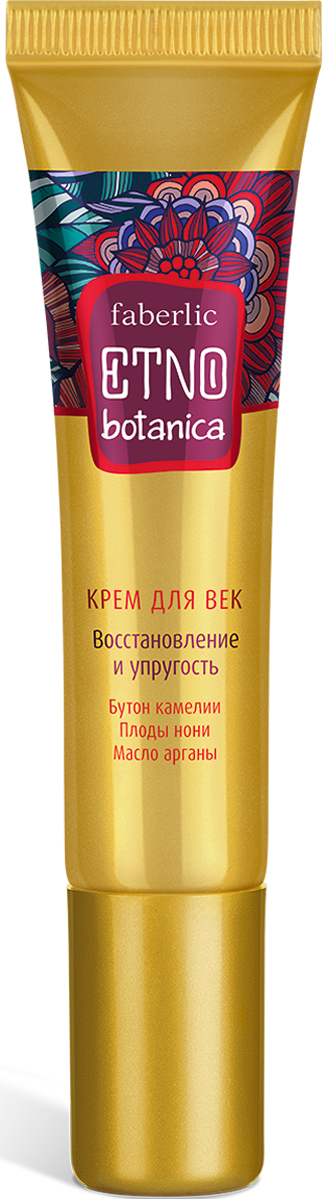 faberlic
ETNO
botanica
КРЕМ ДЛЯ ВЕК
Восстановление
и упругость
Бутон камелии
Плоды нони
Масло арганы